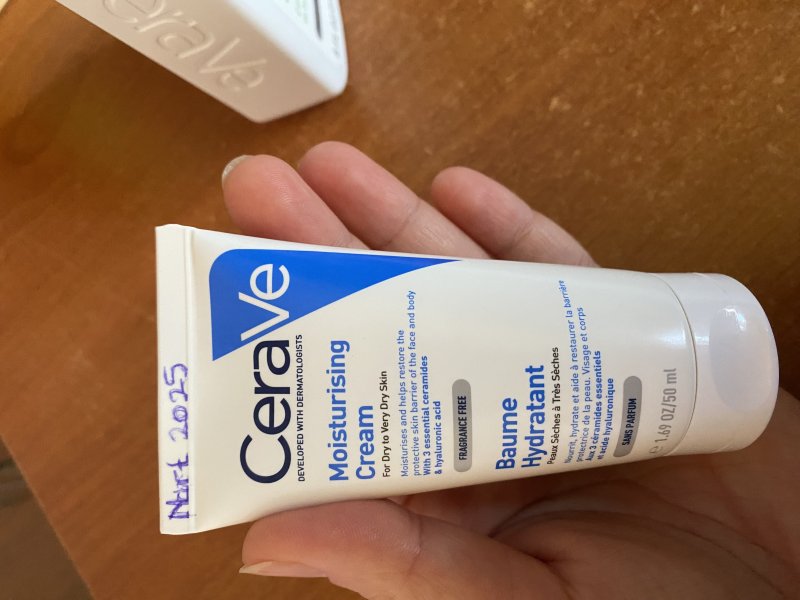 CeraVe
Nart 2025
CeraVe
DEVELOPED WITH DERMATOLOGISTS
Moisturising
Cream
For Dry to Very Dry Skin
Moisturises and helps restore the
protective skin barrier of the face and body
With 3 essential ceramides
& hyaluronic acid
FRAGRANCE FREE
Baume
Hydratant
Peaux Sèches à Très Sèches
Nourrit, hydrate et aide à restaurer la barrière
protectrice de la peau. Visage et corps
Aux 3 céramides essentiels
et acide hyaluronique
SANS PARFUM
℮ 1.69 OZ/50 ml